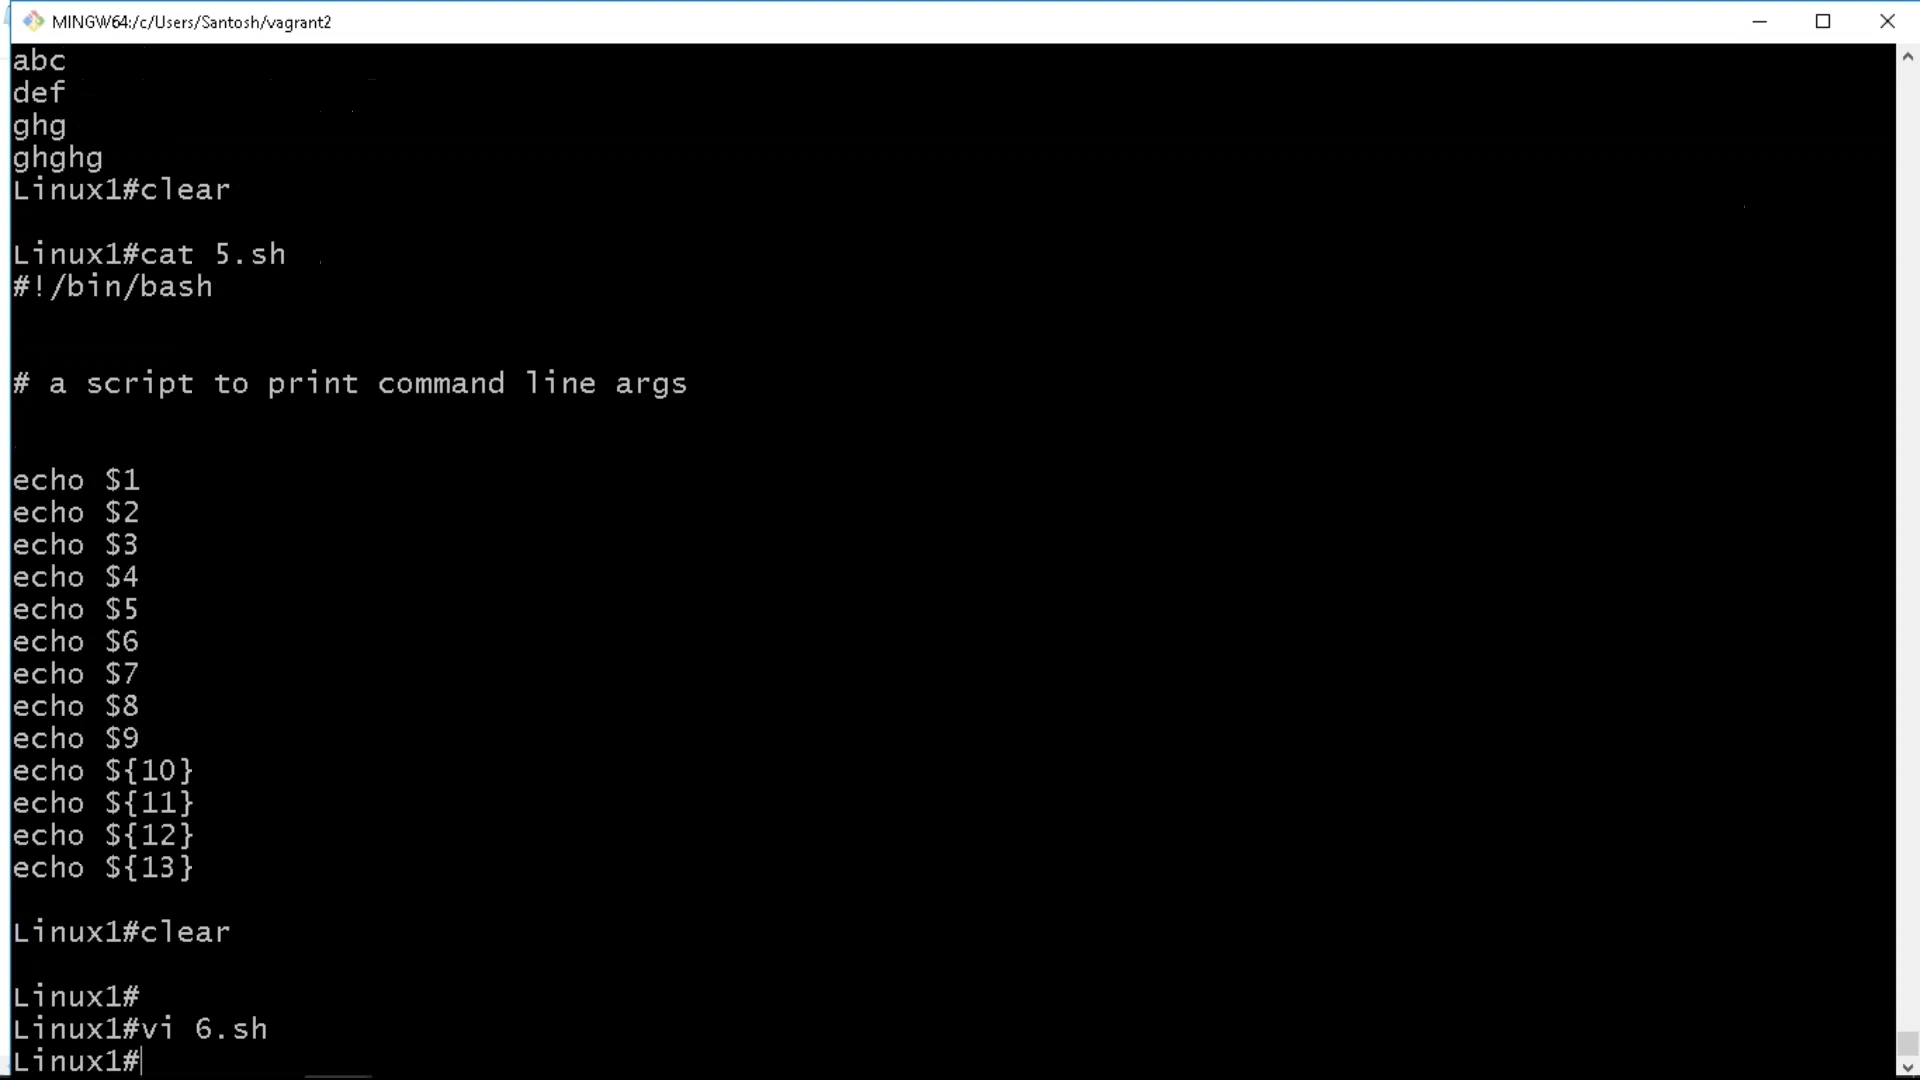 MINGW64:/c/Users/Santosh/vagrant2
abc
def
ghg
ghghg
Linux1#clear
Linux1#cat 5.sh
#!/bin/bash
# a script to print command line args
echo $1
echo $2
echo $3
echo $4
echo $5
echo $6
echo $7
echo $8
echo $9
echo ${10}
echo ${11}
echo ${12}
echo ${13}
Linux1#clear
Linux1#
Linux1#vi 6.sh
Linux1#